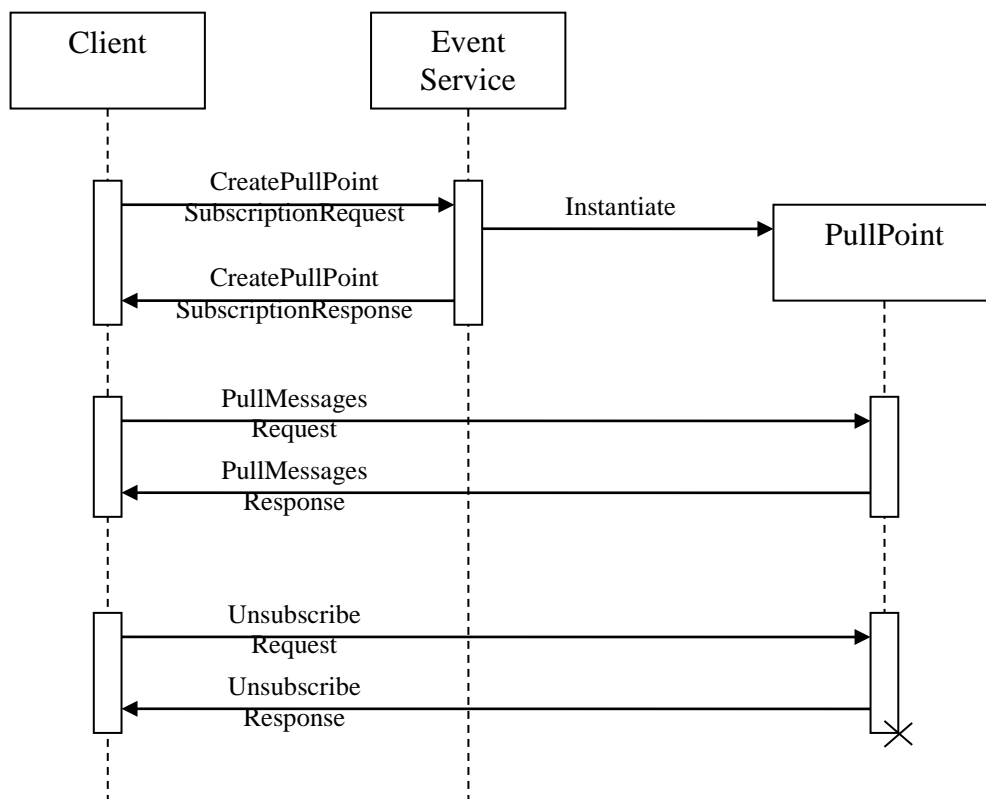 Client
Event
Service
CreatePullPoint
SubscriptionRequest
Instantiate
PullPoint
CreatePullPoint
SubscriptionResponse
PullMessages
Request
PullMessages
Response
Unsubscribe
Request
Unsubscribe
Response